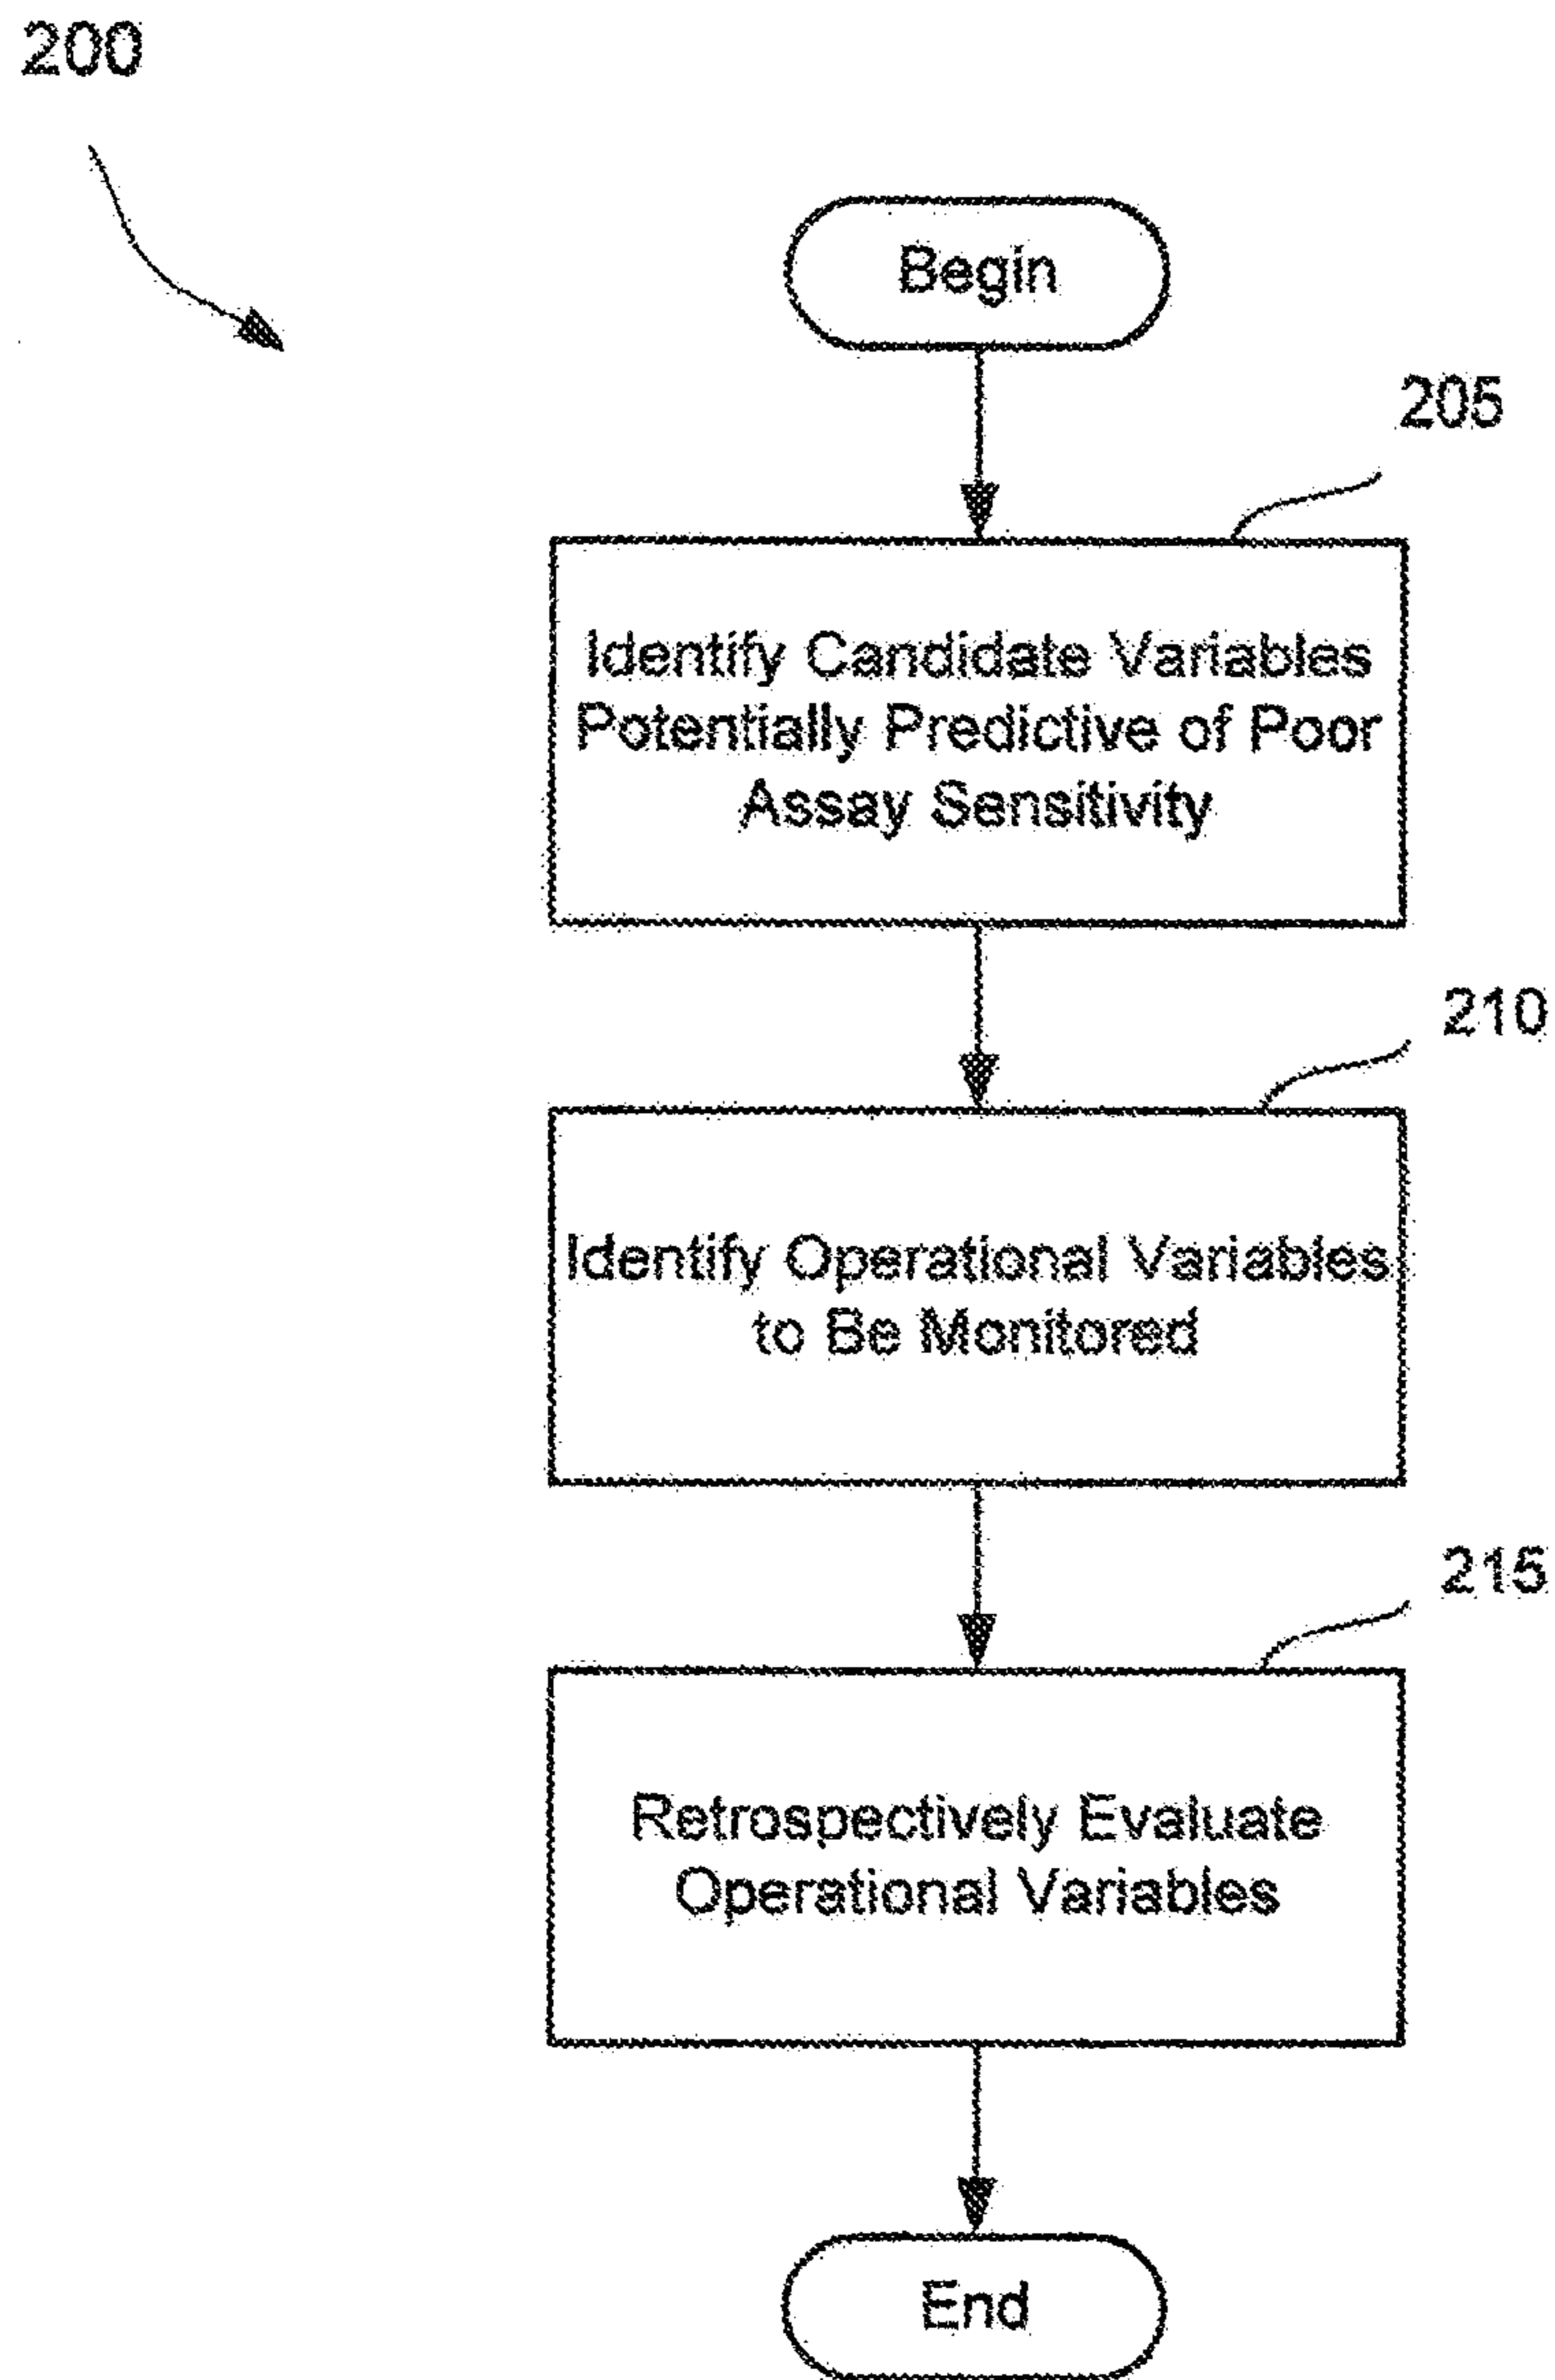 200
Begin
205
Identify Candidate Variables
Potentially Predictive of Poor
Assay Sensitivity
210
Identify Operational Variables
to Be Monitored
215
Retrospectively Evaluate
Operational Variables
End